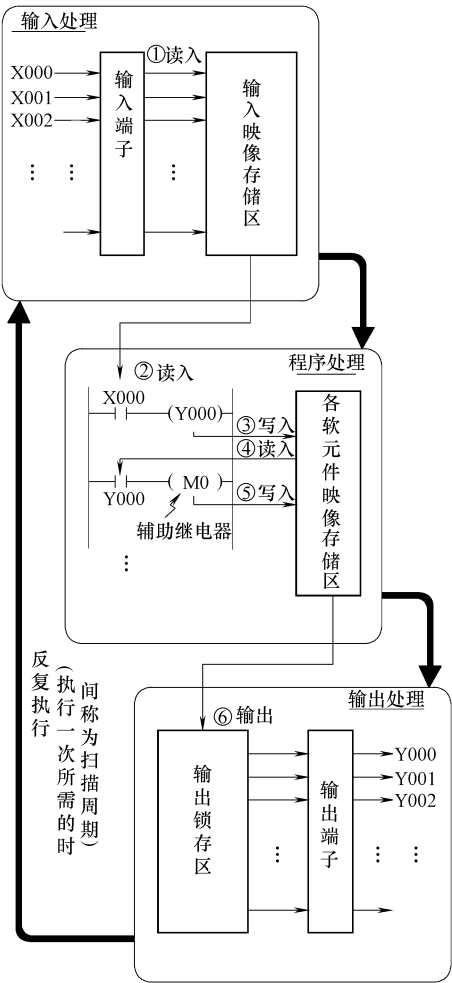 输入处理
①读入
X000
X001
X002
⋮ ⋮ ⋮
输入端子
输入映像存储区
程序处理
②读入
X000
Y000
③写入
④读入
Y000
M0
⑤写入
辅助继电器
⋮
各软元件映像存储区
输出处理
⑥输出
输出锁存区
输出端子
Y000
Y001
Y002
⋮ ⋮ ⋮
反复执行
(执行一次所需的时
间称为扫描周期)